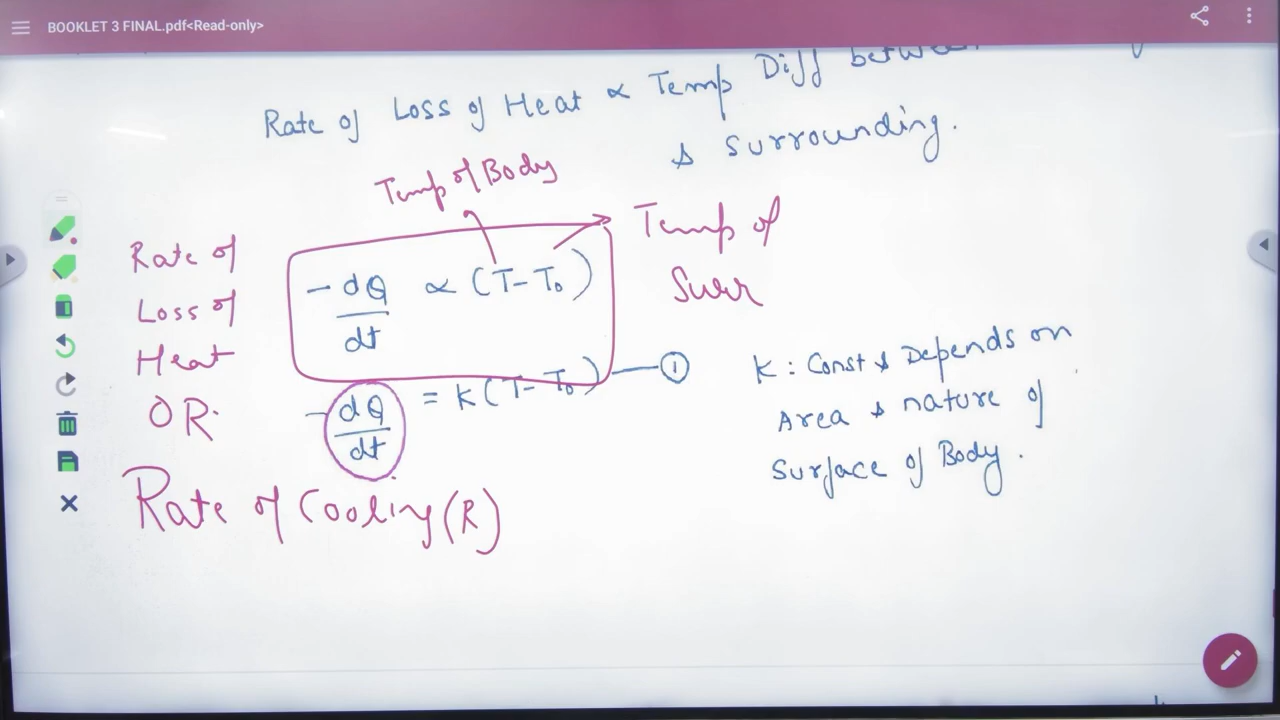 BOOKLET 3 FINAL.pdf<Read-only>
Rate of Loss of Heat ∝ Temp Diff between
& surrounding.
Temp of Body
Temp of
Surr
Rate of
Loss of
Heat
OR.
-dQ/dt ∝ (T-T₀)
-dQ/dt = K(T-T₀) — ①
K : Const & Depends on
Area & nature of
surface of Body.
Rate of Cooling (R)